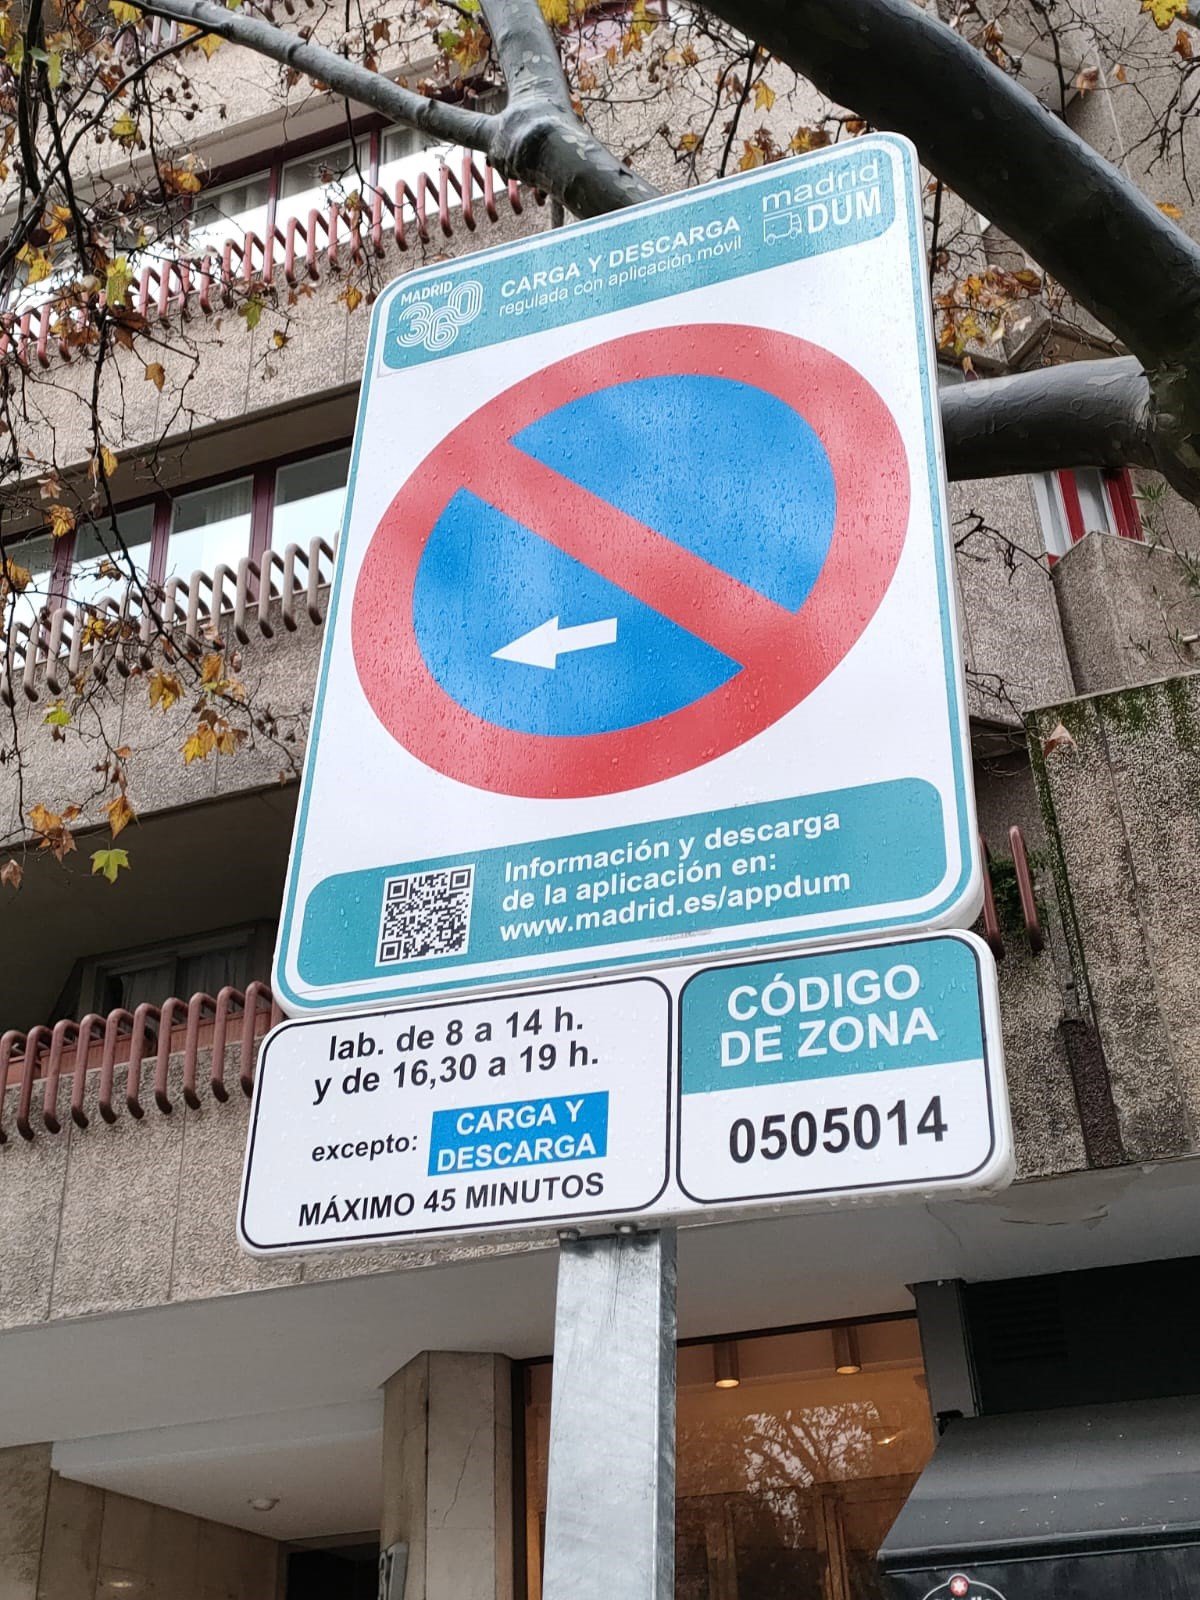 MADRID
360
CARGA Y DESCARGA
regulada con aplicación móvil
madrid
DUM
Información y descarga
de la aplicación en:
www.madrid.es/appdum
lab. de 8 a 14 h.
y de 16,30 a 19 h.
excepto:
CARGA Y
DESCARGA
MÁXIMO 45 MINUTOS
CÓDIGO
DE ZONA
0505014